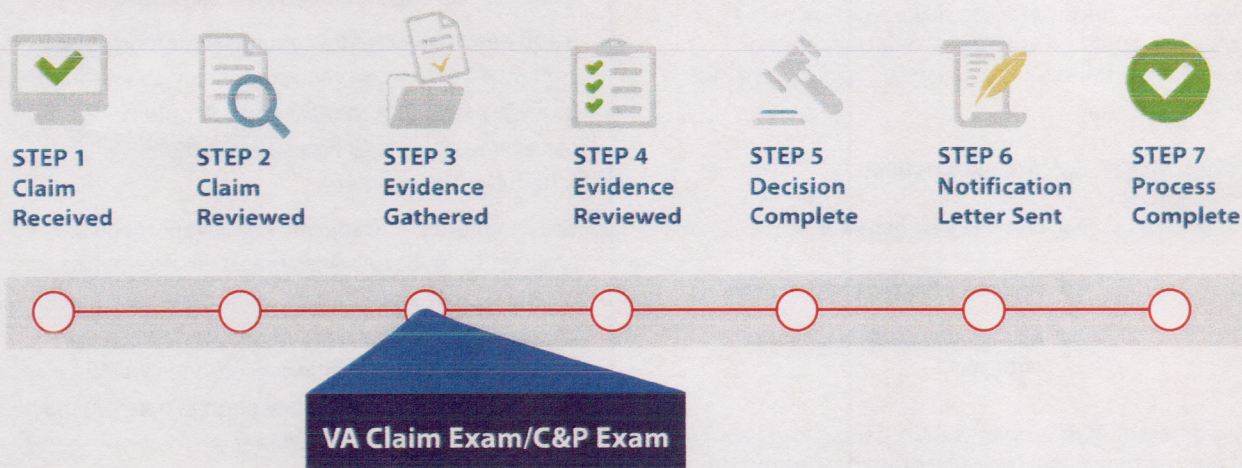 STEP 1
Claim
Received
STEP 2
Claim
Reviewed
STEP 3
Evidence
Gathered
STEP 4
Evidence
Reviewed
STEP 5
Decision
Complete
STEP 6
Notification
Letter Sent
STEP 7
Process
Complete
VA Claim Exam/C&P Exam